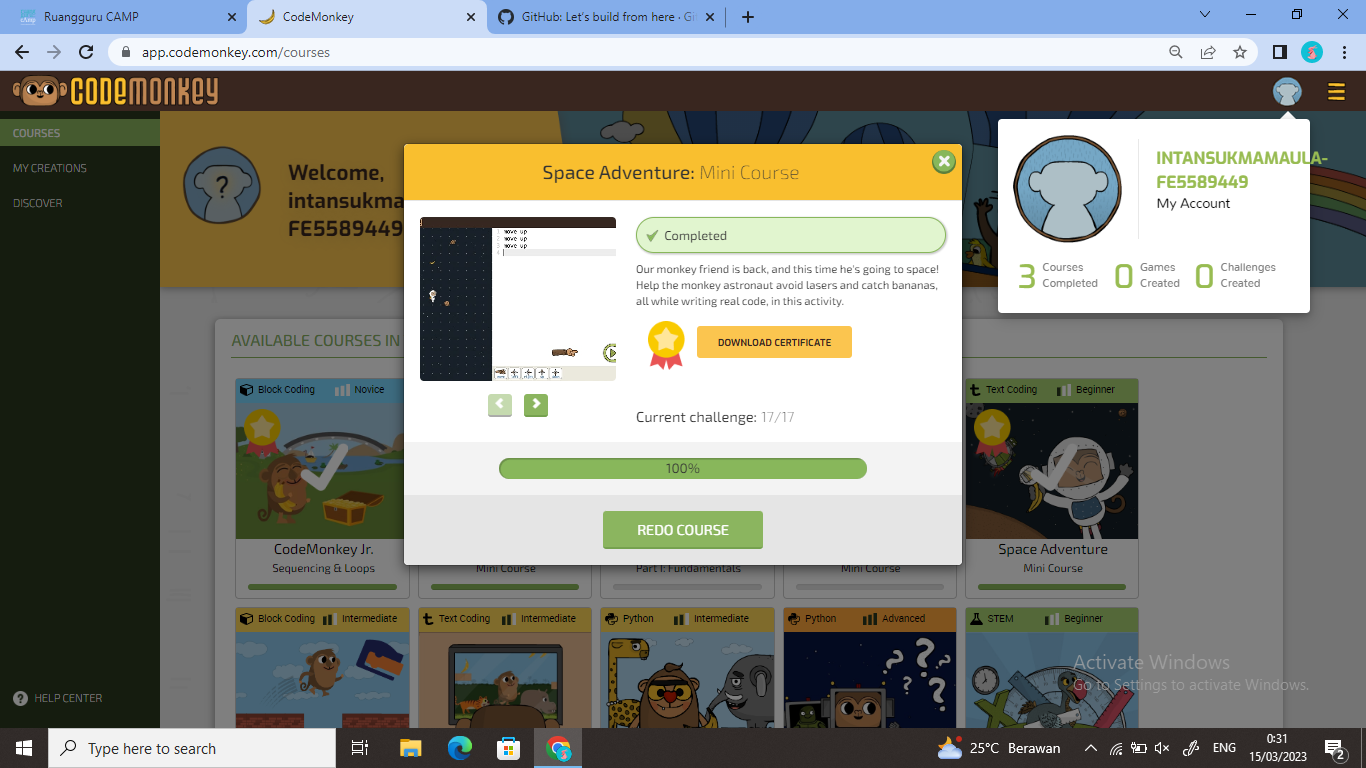 Ruangguru CAMP
CodeMonkey
GitHub: Let's build from here · Gi
app.codemonkey.com/courses
CODEMONKEY
COURSES
MY CREATIONS
DISCOVER
HELP CENTER
Welcome,
intansukma
FE5589449
INTANSUKMAMAULA-
FE5589449
My Account
3 Courses Completed
0 Games Created
0 Challenges Created
AVAILABLE COURSES IN
Space Adventure: Mini Course
move up
move up
move up
Completed
Our monkey friend is back, and this time he's going to space!
Help the monkey astronaut avoid lasers and catch bananas,
all while writing real code, in this activity.
DOWNLOAD CERTIFICATE
Current challenge: 17/17
100%
REDO COURSE
Block Coding Novice
Text Coding Beginner
CodeMonkey Jr.
Sequencing & Loops
Mini Course
Part I: Fundamentals
Mini Course
Space Adventure
Mini Course
Block Coding Intermediate
Text Coding Intermediate
Python Intermediate
Python Advanced
STEM Beginner
Activate Windows
Go to Settings to activate Windows.
Type here to search
25°C Berawan
ENG
0:31
15/03/2023
2